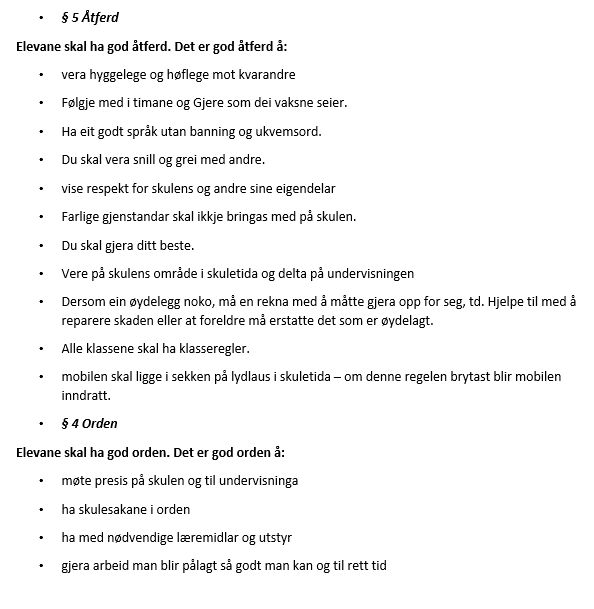 • § 5 Åtferd
Elevane skal ha god åtferd. Det er god åtferd å:
• vera hyggelege og høflege mot kvarandre
• Følgje med i timane og Gjere som dei vaksne seier.
• Ha eit godt språk utan banning og ukvemsord.
• Du skal vera snill og grei med andre.
• vise respekt for skulens og andre sine eigendelar
• Farlige gjenstandar skal ikkje bringas med på skulen.
• Du skal gjera ditt beste.
• Vere på skulens område i skuletida og delta på undervisningen
• Dersom ein øydelegg noko, må en rekna med å måtte gjera opp for seg, td. Hjelpe til med å
reparere skaden eller at foreldre må erstatte det som er øydelagt.
• Alle klassene skal ha klasseregler.
• mobilen skal ligge i sekken på lydlaus i skuletida – om denne regelen brytast blir mobilen
inndratt.
• § 4 Orden
Elevane skal ha god orden. Det er god orden å:
• møte presis på skulen og til undervisninga
• ha skulesakane i orden
• ha med nødvendige læremidlar og utstyr
• gjera arbeid man blir pålagt så godt man kan og til rett tid